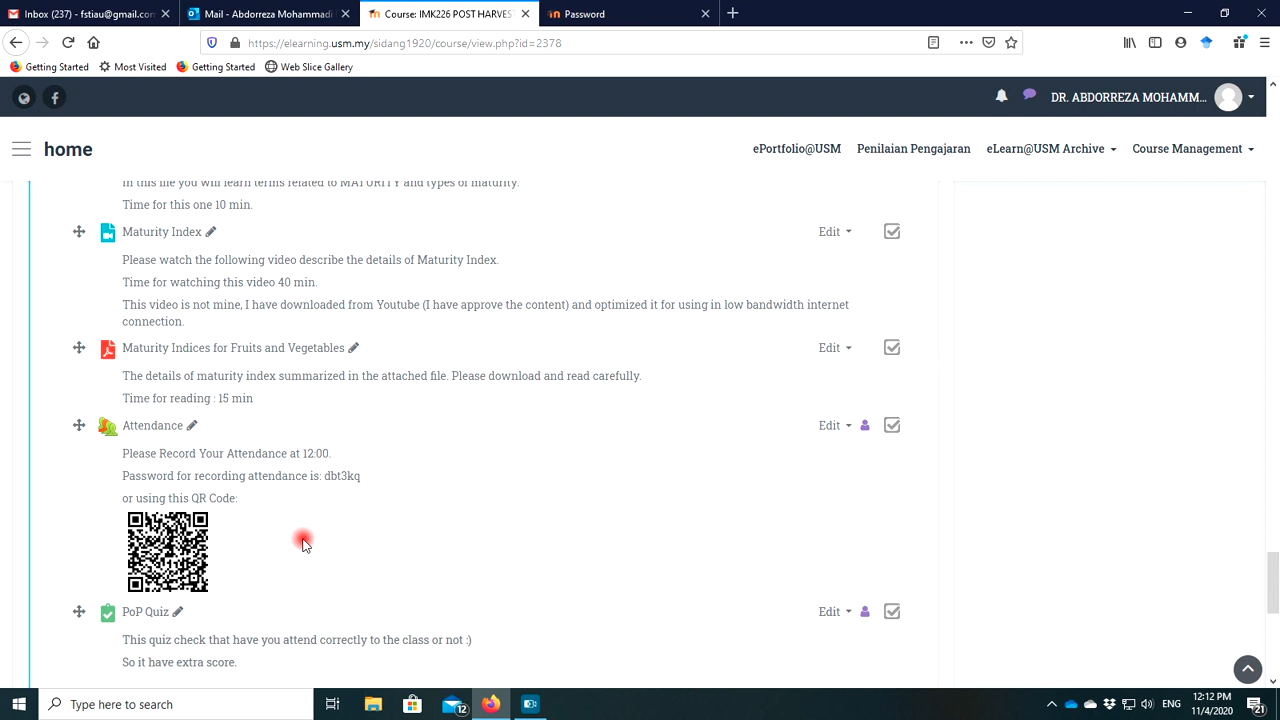 Inbox (237) - fstiau@gmail.com
Mail - Abdorreza Mohammadi
Course: IMK226 POST HARVEST
Password
https://elearning.usm.my/sidang1920/course/view.php?id=2378
Getting Started
Most Visited
Getting Started
Web Slice Gallery
DR. ABDORREZA MOHAMM...
home
ePortfolio@USM
Penilaian Pengajaran
eLearn@USM Archive
Course Management
In this file you will learn terms related to MATURITY and types of maturity.
Time for this one 10 min.
Maturity Index
Edit
Please watch the following video describe the details of Maturity Index.
Time for watching this video 40 min.
This video is not mine, I have downloaded from Youtube (I have approve the content) and optimized it for using in low bandwidth internet
connection.
Maturity Indices for Fruits and Vegetables
Edit
The details of maturity index summarized in the attached file. Please download and read carefully.
Time for reading : 15 min
Attendance
Edit
Please Record Your Attendance at 12:00.
Password for recording attendance is: dbt3kq
or using this QR Code:
PoP Quiz
Edit
This quiz check that have you attend correctly to the class or not :)
So it have extra score.
Type here to search
12
ENG
12:12 PM
11/4/2020
21